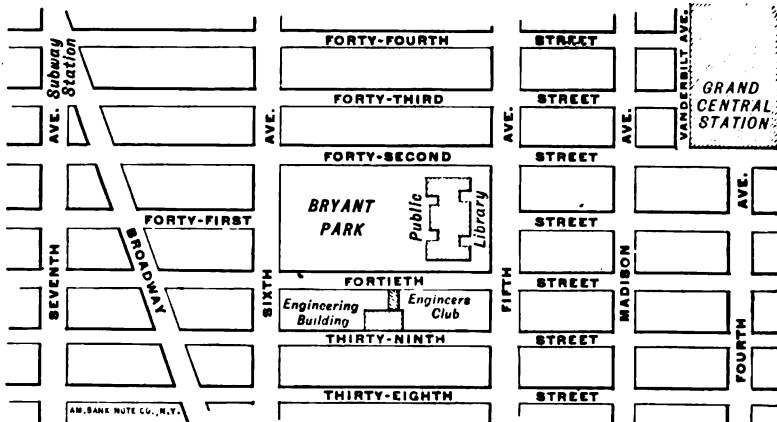 FORTY-FOURTH STREET
Subway Station
VANDERBILT AVE.
GRAND
CENTRAL
STATION
FORTY-THIRD STREET
AVE.
AVE.
AVE.
AVE.
FORTY-SECOND STREET
AVE.
BRYANT
PARK
Public
Library
FORTY-FIRST STREET
BROADWAY
SEVENTH
SIXTH
FIFTH
MADISON
FOURTH
FORTIETH STREET
Engineering
Building
Engineers
Club
THIRTY-NINTH STREET
THIRTY-EIGHTH STREET
AM. BANK NOTE CO., N.Y.